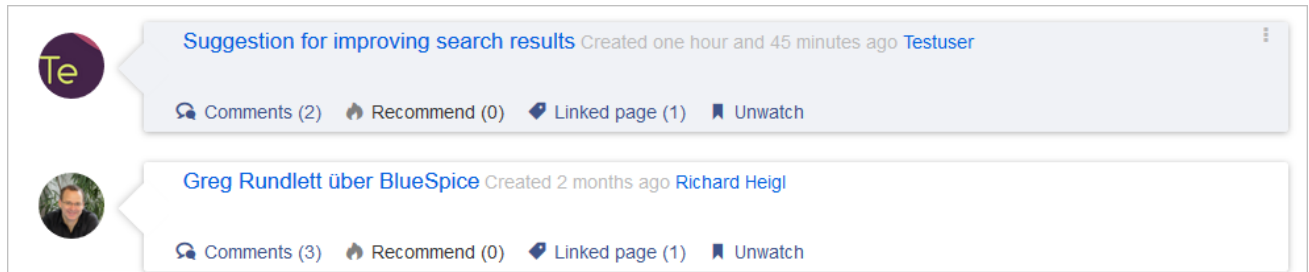 Te
Suggestion for improving search results Created one hour and 45 minutes ago Testuser
Comments (2) Recommend (0) Linked page (1) Unwatch
Greg Rundlett über BlueSpice Created 2 months ago Richard Heigl
Comments (3) Recommend (0) Linked page (1) Unwatch